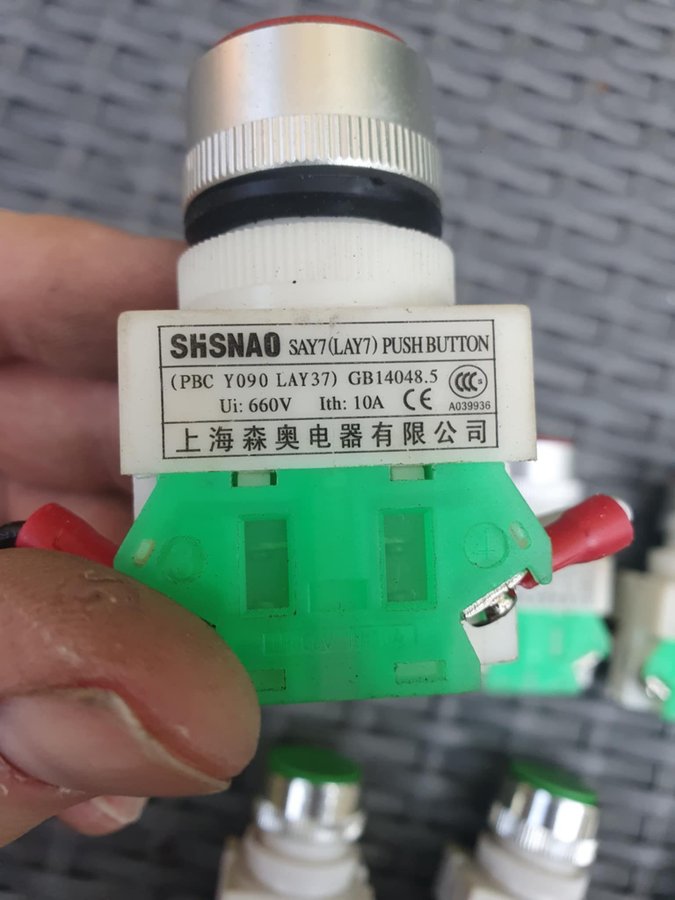 SHSNAO SAY7(LAY7) PUSH BUTTON
(PBC Y090 LAY37) GB14048.5
Ui: 660V Ith: 10A CE A039936
上海森奥电器有限公司